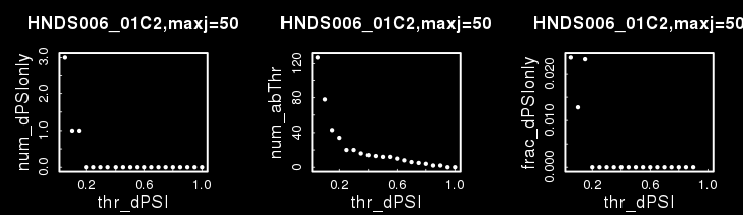 HNDS006_01C2,maxj=50
num_dPSIonly
0.0 1.0 3.0
0.2 0.6 1.0
thr_dPSI
HNDS006_01C2,maxj=50
num_abThr
0 40 80 120
0.2 0.6 1.0
thr_dPSI
HNDS006_01C2,maxj=50
frac_dPSIonly
0.000 0.010 0.020
0.2 0.6 1.0
thr_dPSI